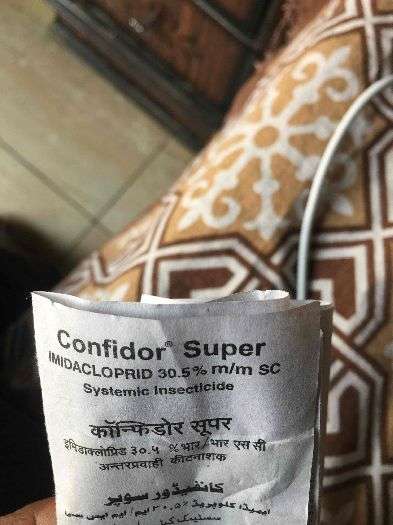 Confidor® Super
IMIDACLOPRID 30.5% m/m SC
Systemic Insecticide
कॉन्फिडोर सूपर
इमिडाक्लोप्रिड ३०.५ % भार/भार एस सी
अन्तरप्रवाही कीटनाशक
کانفیڈور سوپر